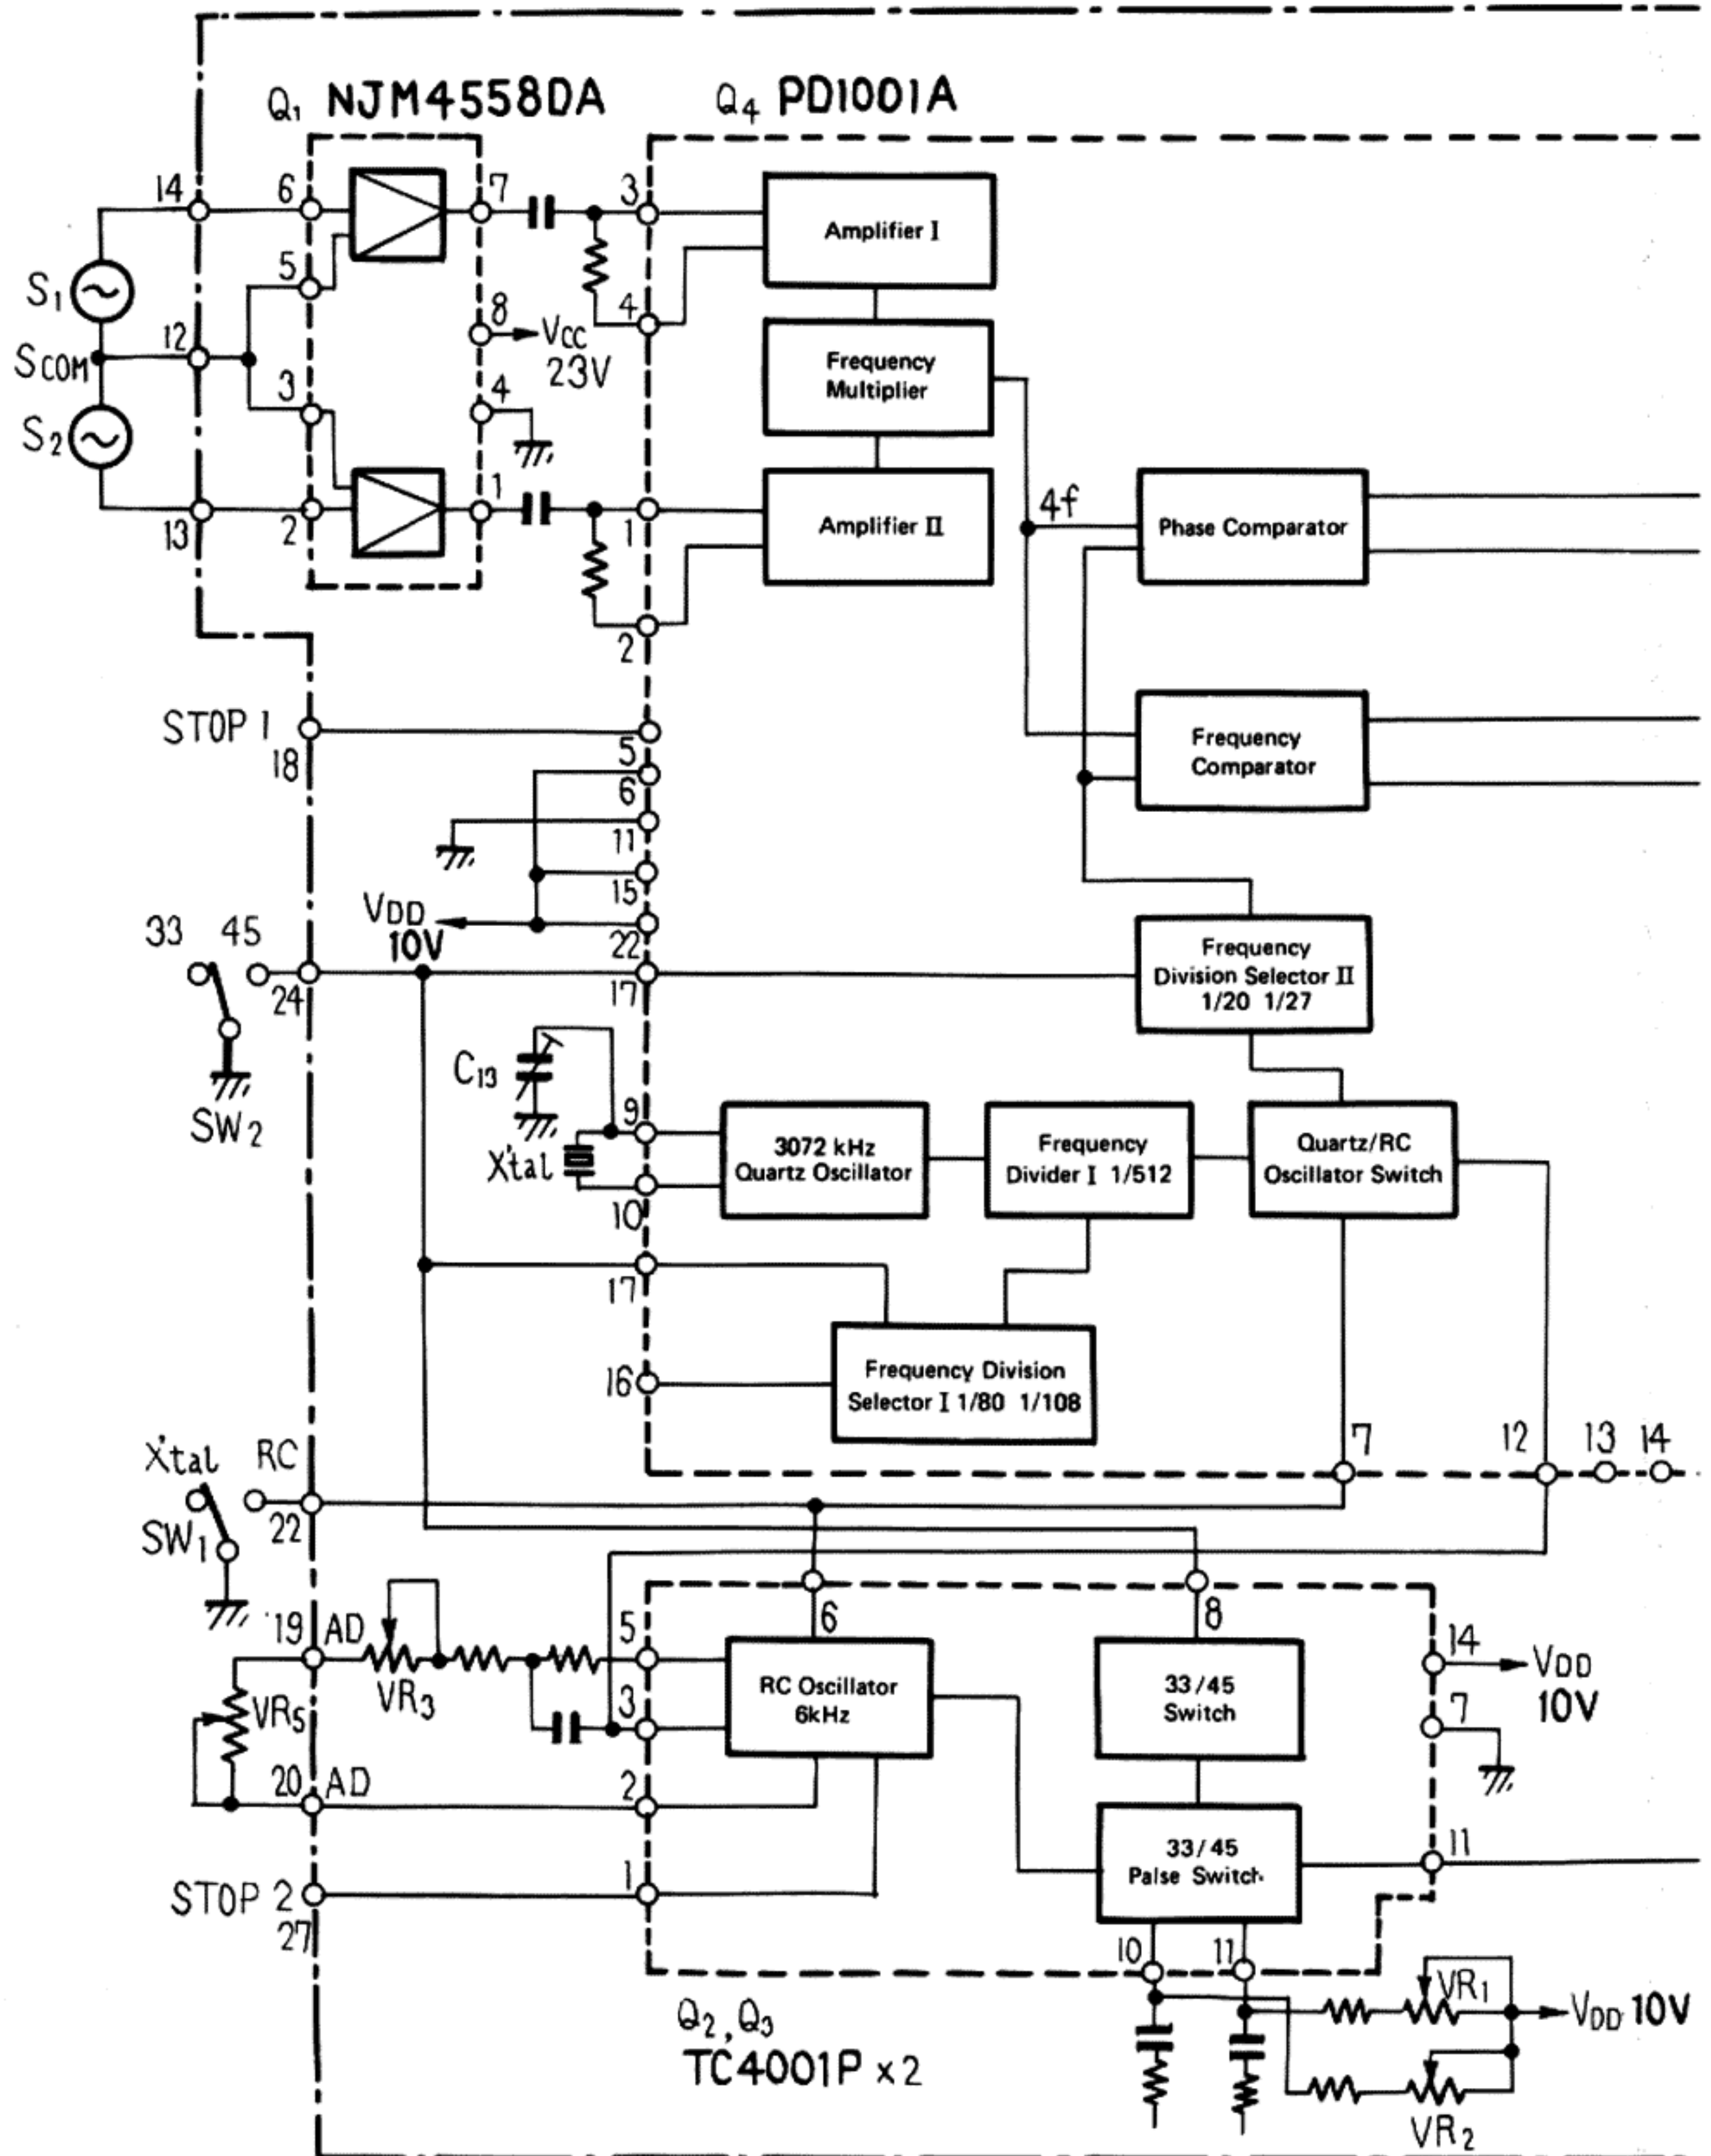 Q1 NJM4558DA
Q4 PD1001A
14
6
7
3
Amplifier I
5
S1
8
VCC
23V
4
12
SCOM
3
4
Frequency
Multiplier
S2
1
4f
Phase Comparator
Amplifier II
13
2
1
2
STOP 1
18
5
6
Frequency
Comparator
11
15
VDD
10V
22
33 45
24
17
Frequency
Division Selector II
1/20 1/27
C13
SW2
9
X'tal
10
3072 kHz
Quartz Oscillator
Frequency
Divider I 1/512
Quartz/RC
Oscillator Switch
17
16
Frequency Division
Selector I 1/80 1/108
7
12
13
14
X'tal RC
22
SW1
19
AD
VR3
5
6
8
14
VDD
10V
VR5
3
RC Oscillator
6kHz
33/45
Switch
7
20
AD
2
33/45
Palse Switch
11
STOP 2
27
1
10
11
VR1
VDD 10V
Q2, Q3
TC4001P x2
VR2